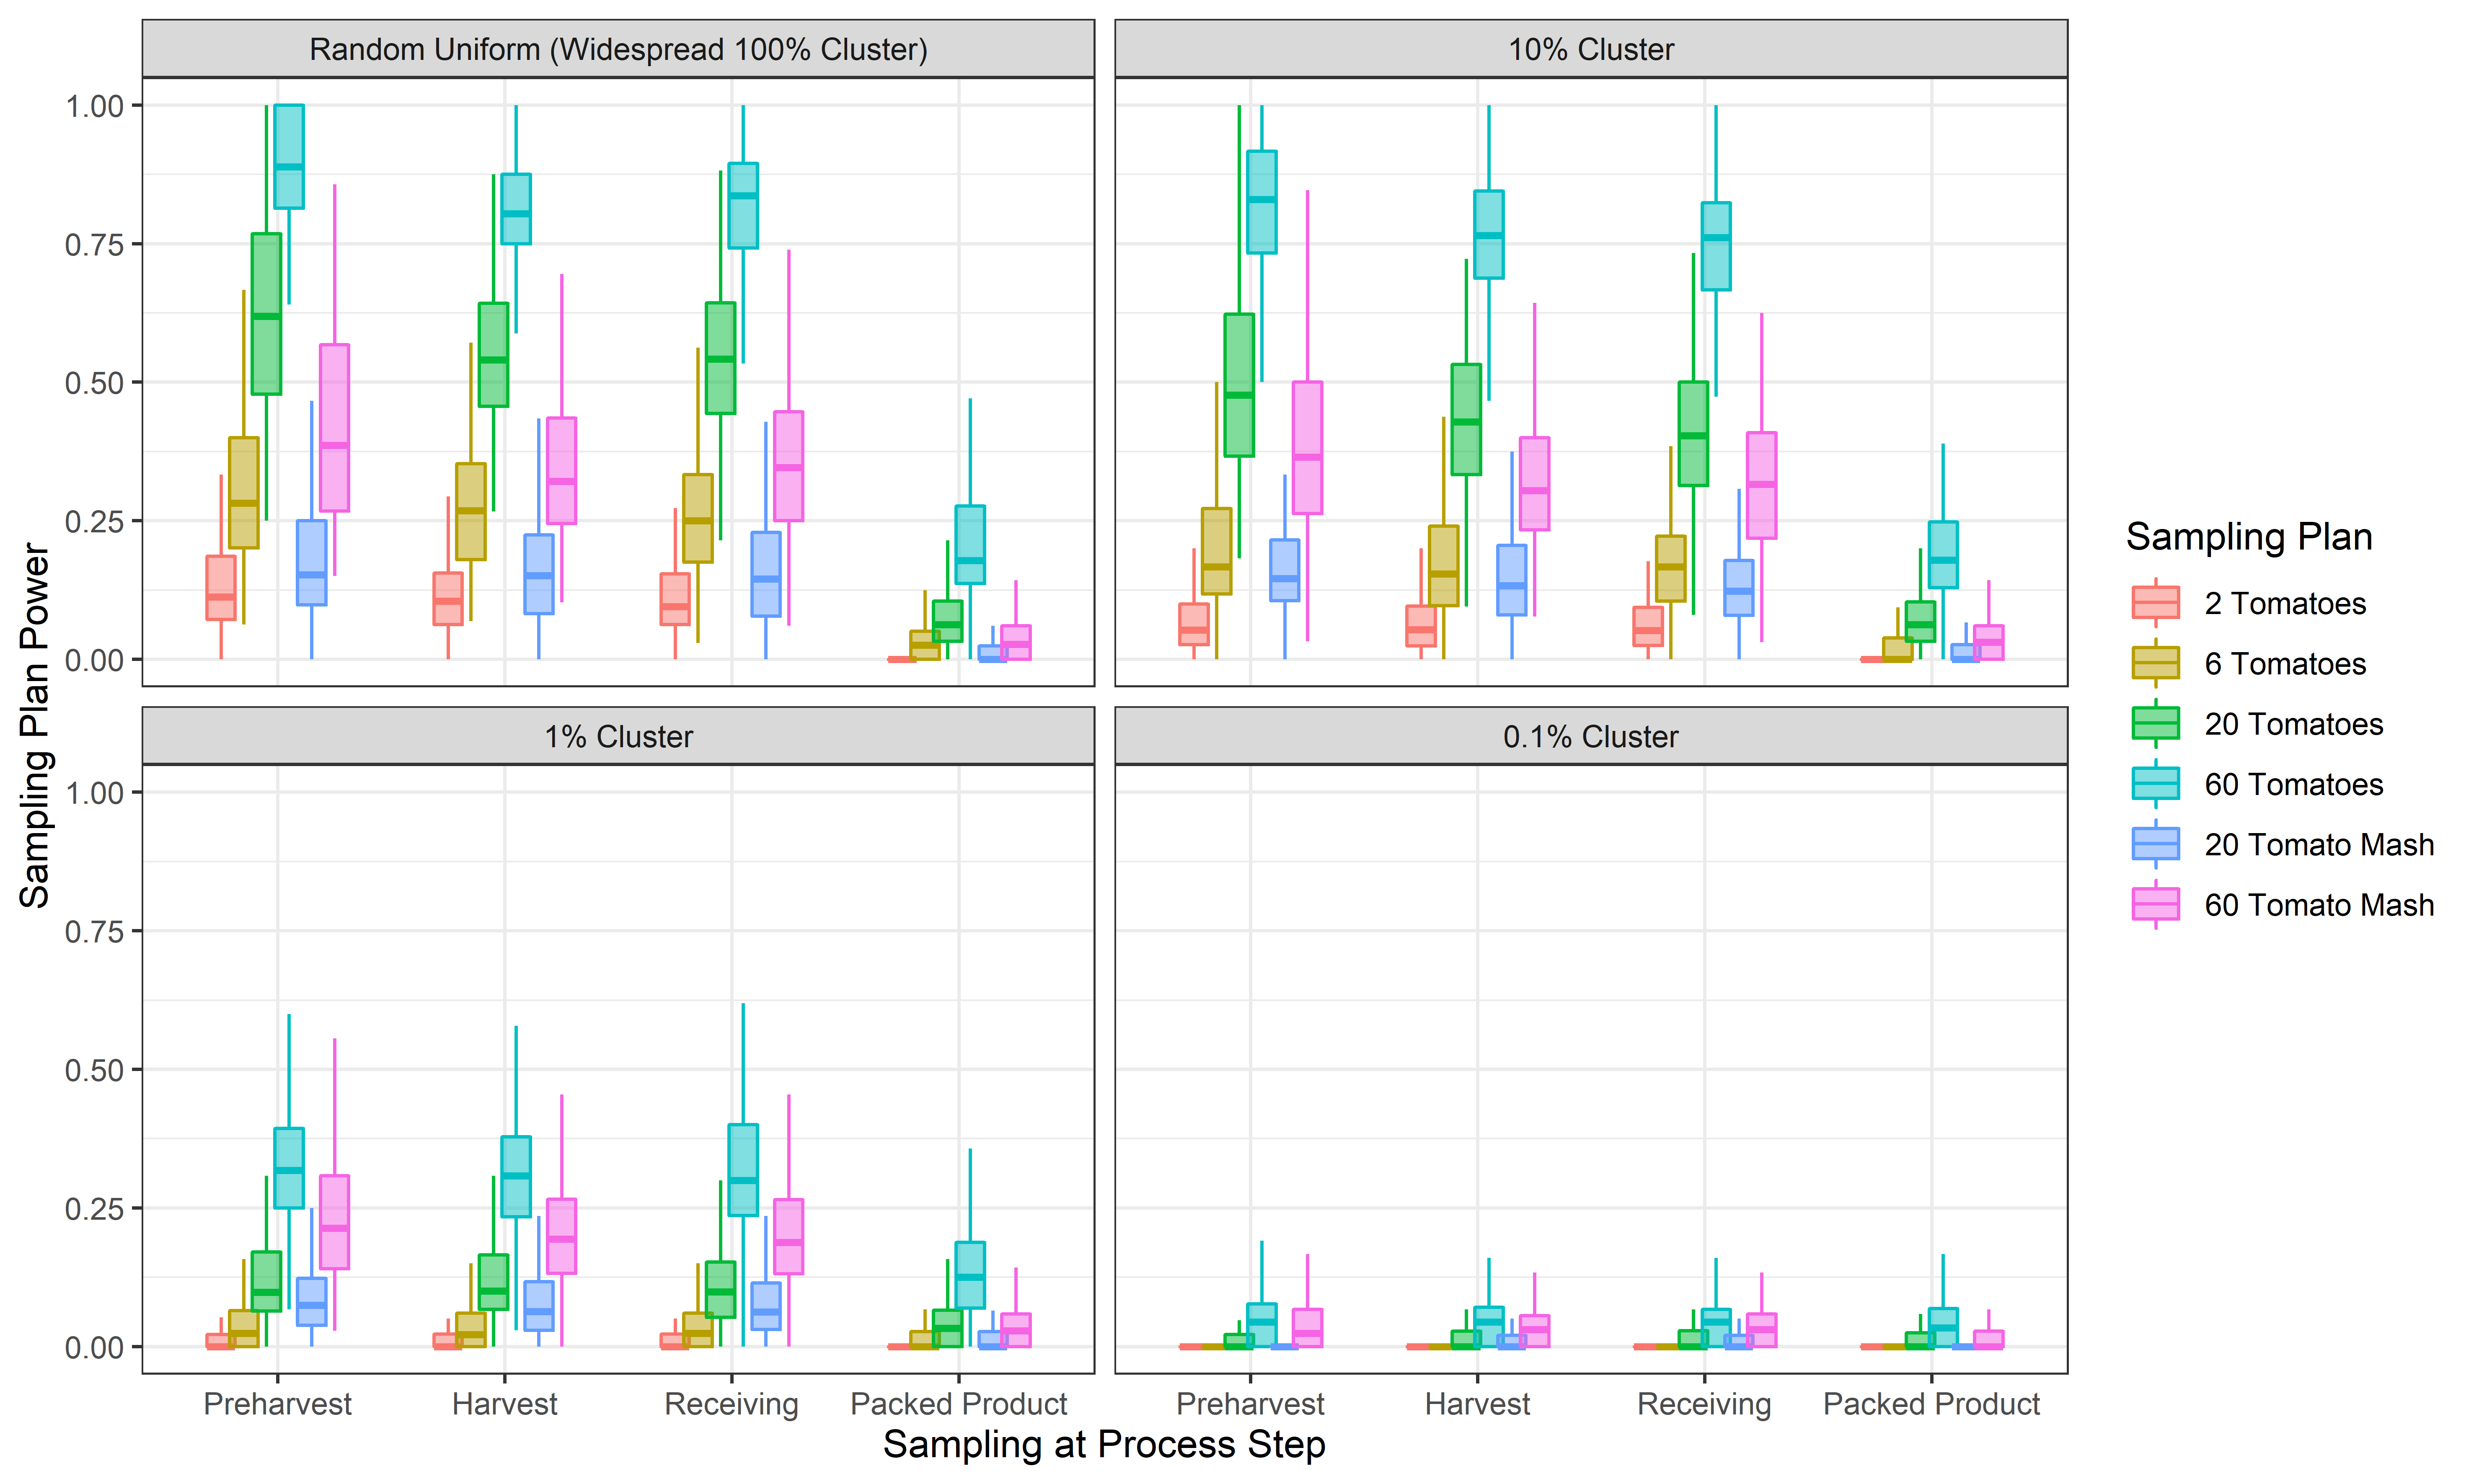 Random Uniform (Widespread 100% Cluster)
10% Cluster
1.00
0.75
0.50
0.25
0.00
1% Cluster
0.1% Cluster
1.00
0.75
0.50
0.25
0.00
Preharvest
Harvest
Receiving
Packed Product
Preharvest
Harvest
Receiving
Packed Product
Sampling at Process Step
Sampling Plan Power
Sampling Plan
2 Tomatoes
6 Tomatoes
20 Tomatoes
60 Tomatoes
20 Tomato Mash
60 Tomato Mash